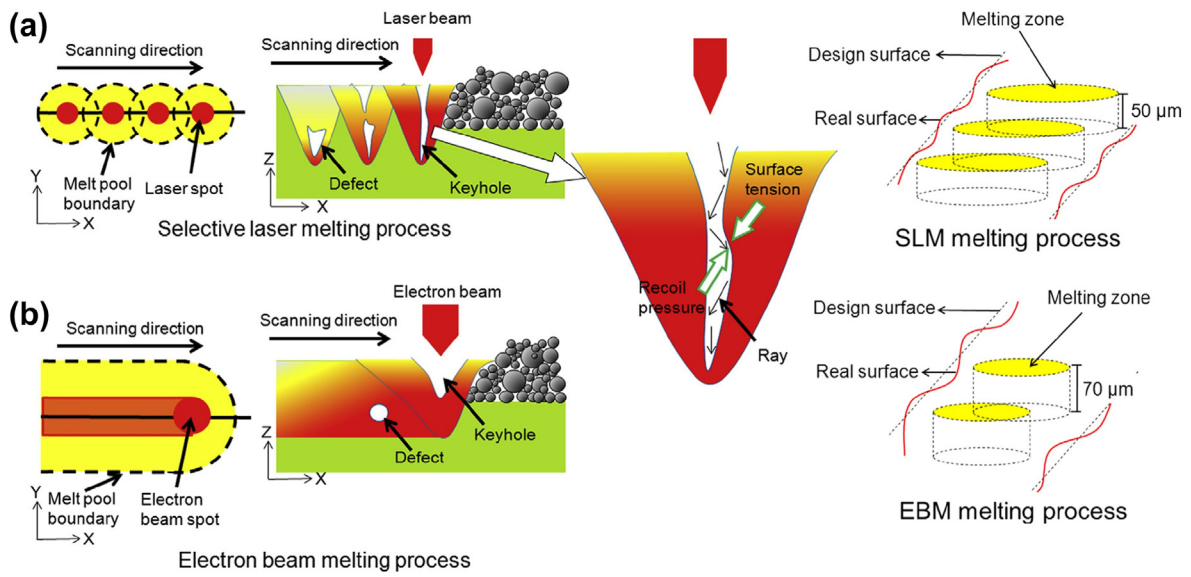 (a)
Scanning direction
Melt pool
boundary
Laser spot
Y
X
Scanning direction
Laser beam
Defect
Keyhole
Z
X
Selective laser melting process
Surface
tension
Recoil
pressure
Ray
Design surface
Melting zone
Real surface
50 μm
SLM melting process
(b)
Scanning direction
Melt pool
boundary
Electron
beam spot
Y
X
Scanning direction
Electron beam
Defect
Keyhole
Z
X
Electron beam melting process
Design surface
Melting zone
Real surface
70 μm
EBM melting process